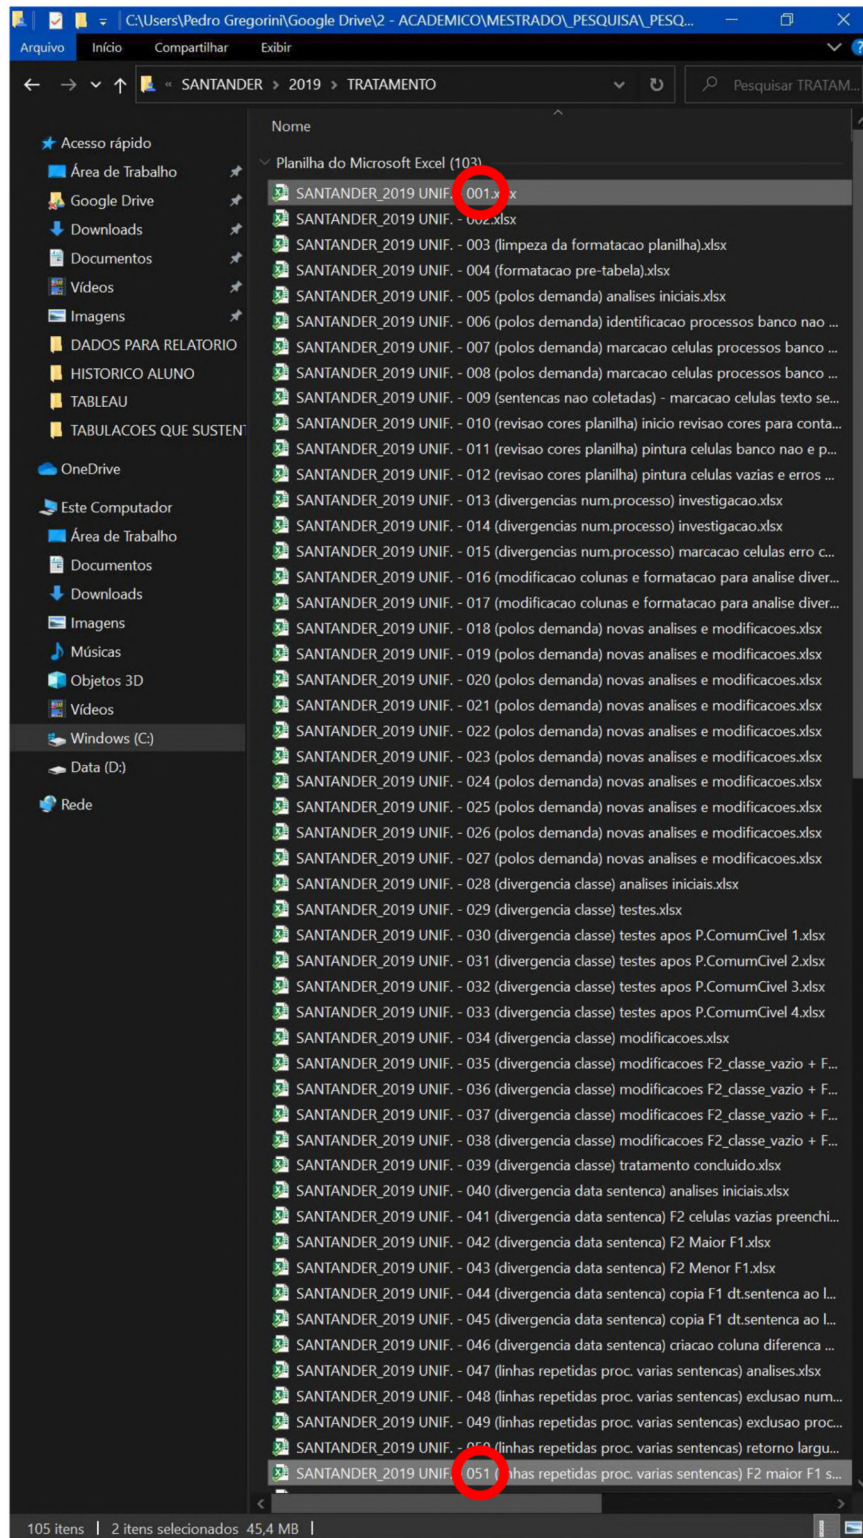 C:\Users\Pedro Gregorini\Google Drive\2 - ACADEMICO\MESTRADO\_PESQUISA\_PESQ...
Arquivo Início Compartilhar Exibir
« SANTANDER > 2019 > TRATAMENTO Pesquisar TRATAM...
Nome
Acesso rápido
Área de Trabalho
Google Drive
Downloads
Documentos
Vídeos
Imagens
DADOS PARA RELATORIO
HISTORICO ALUNO
TABLEAU
TABULACOES QUE SUSTENT
OneDrive
Este Computador
Área de Trabalho
Documentos
Downloads
Imagens
Músicas
Objetos 3D
Vídeos
Windows (C:)
Data (D:)
Rede
Planilha do Microsoft Excel (103)
SANTANDER_2019 UNIF. - 001.xlsx
SANTANDER_2019 UNIF. - 002.xlsx
SANTANDER_2019 UNIF. - 003 (limpeza da formatacao planilha).xlsx
SANTANDER_2019 UNIF. - 004 (formatacao pre-tabela).xlsx
SANTANDER_2019 UNIF. - 005 (polos demanda) analises iniciais.xlsx
SANTANDER_2019 UNIF. - 006 (polos demanda) identificacao processos banco nao ...
SANTANDER_2019 UNIF. - 007 (polos demanda) marcacao celulas processos banco ...
SANTANDER_2019 UNIF. - 008 (polos demanda) marcacao celulas processos banco ...
SANTANDER_2019 UNIF. - 009 (sentencas nao coletadas) - marcacao celulas texto se...
SANTANDER_2019 UNIF. - 010 (revisao cores planilha) inicio revisao cores para conta...
SANTANDER_2019 UNIF. - 011 (revisao cores planilha) pintura celulas banco nao e p...
SANTANDER_2019 UNIF. - 012 (revisao cores planilha) pintura celulas vazias e erros ...
SANTANDER_2019 UNIF. - 013 (divergencias num.processo) investigacao.xlsx
SANTANDER_2019 UNIF. - 014 (divergencias num.processo) investigacao.xlsx
SANTANDER_2019 UNIF. - 015 (divergencias num.processo) marcacao celulas erro c...
SANTANDER_2019 UNIF. - 016 (modificacao colunas e formatacao para analise diver...
SANTANDER_2019 UNIF. - 017 (modificacao colunas e formatacao para analise diver...
SANTANDER_2019 UNIF. - 018 (polos demanda) novas analises e modificacoes.xlsx
SANTANDER_2019 UNIF. - 019 (polos demanda) novas analises e modificacoes.xlsx
SANTANDER_2019 UNIF. - 020 (polos demanda) novas analises e modificacoes.xlsx
SANTANDER_2019 UNIF. - 021 (polos demanda) novas analises e modificacoes.xlsx
SANTANDER_2019 UNIF. - 022 (polos demanda) novas analises e modificacoes.xlsx
SANTANDER_2019 UNIF. - 023 (polos demanda) novas analises e modificacoes.xlsx
SANTANDER_2019 UNIF. - 024 (polos demanda) novas analises e modificacoes.xlsx
SANTANDER_2019 UNIF. - 025 (polos demanda) novas analises e modificacoes.xlsx
SANTANDER_2019 UNIF. - 026 (polos demanda) novas analises e modificacoes.xlsx
SANTANDER_2019 UNIF. - 027 (polos demanda) novas analises e modificacoes.xlsx
SANTANDER_2019 UNIF. - 028 (divergencia classe) analises iniciais.xlsx
SANTANDER_2019 UNIF. - 029 (divergencia classe) testes.xlsx
SANTANDER_2019 UNIF. - 030 (divergencia classe) testes apos P.ComumCivel 1.xlsx
SANTANDER_2019 UNIF. - 031 (divergencia classe) testes apos P.ComumCivel 2.xlsx
SANTANDER_2019 UNIF. - 032 (divergencia classe) testes apos P.ComumCivel 3.xlsx
SANTANDER_2019 UNIF. - 033 (divergencia classe) testes apos P.ComumCivel 4.xlsx
SANTANDER_2019 UNIF. - 034 (divergencia classe) modificacoes.xlsx
SANTANDER_2019 UNIF. - 035 (divergencia classe) modificacoes F2_classe_vazio + F...
SANTANDER_2019 UNIF. - 036 (divergencia classe) modificacoes F2_classe_vazio + F...
SANTANDER_2019 UNIF. - 037 (divergencia classe) modificacoes F2_classe_vazio + F...
SANTANDER_2019 UNIF. - 038 (divergencia classe) modificacoes F2_classe_vazio + F...
SANTANDER_2019 UNIF. - 039 (divergencia classe) tratamento concluido.xlsx
SANTANDER_2019 UNIF. - 040 (divergencia data sentenca) analises iniciais.xlsx
SANTANDER_2019 UNIF. - 041 (divergencia data sentenca) F2 celulas vazias preenchi...
SANTANDER_2019 UNIF. - 042 (divergencia data sentenca) F2 Maior F1.xlsx
SANTANDER_2019 UNIF. - 043 (divergencia data sentenca) F2 Menor F1.xlsx
SANTANDER_2019 UNIF. - 044 (divergencia data sentenca) copia F1 dt.sentenca ao l...
SANTANDER_2019 UNIF. - 045 (divergencia data sentenca) copia F1 dt.sentenca ao l...
SANTANDER_2019 UNIF. - 046 (divergencia data sentenca) criacao coluna diferenca ...
SANTANDER_2019 UNIF. - 047 (linhas repetidas proc. varias sentencas) analises.xlsx
SANTANDER_2019 UNIF. - 048 (linhas repetidas proc. varias sentencas) exclusao num...
SANTANDER_2019 UNIF. - 049 (linhas repetidas proc. varias sentencas) exclusao proc...
SANTANDER_2019 UNIF. - 050 (linhas repetidas proc. varias sentencas) retorno largu...
SANTANDER_2019 UNIF. - 051 (linhas repetidas proc. varias sentencas) F2 maior F1 s...
105 itens 2 itens selecionados 45,4 MB